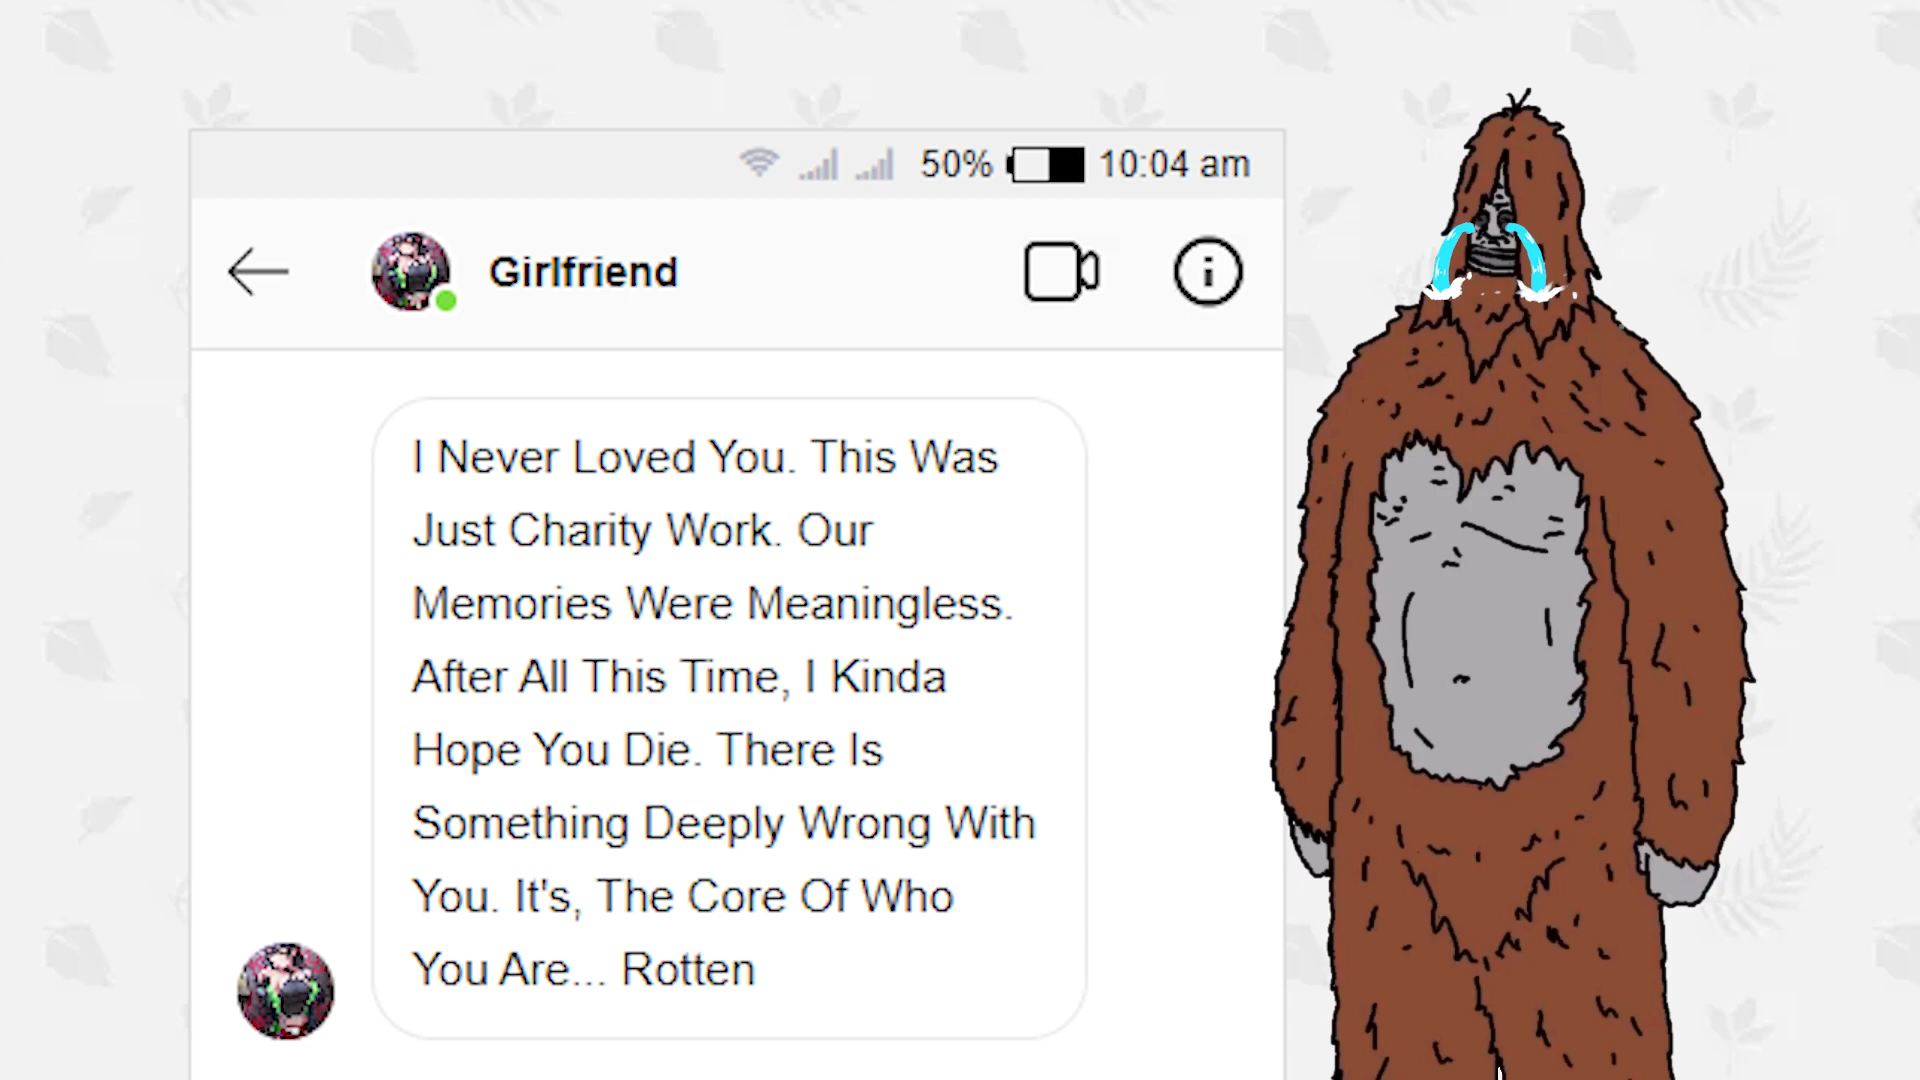 50% 10:04 am
Girlfriend
I Never Loved You. This Was
Just Charity Work. Our
Memories Were Meaningless.
After All This Time, I Kinda
Hope You Die. There Is
Something Deeply Wrong With
You. It's, The Core Of Who
You Are... Rotten